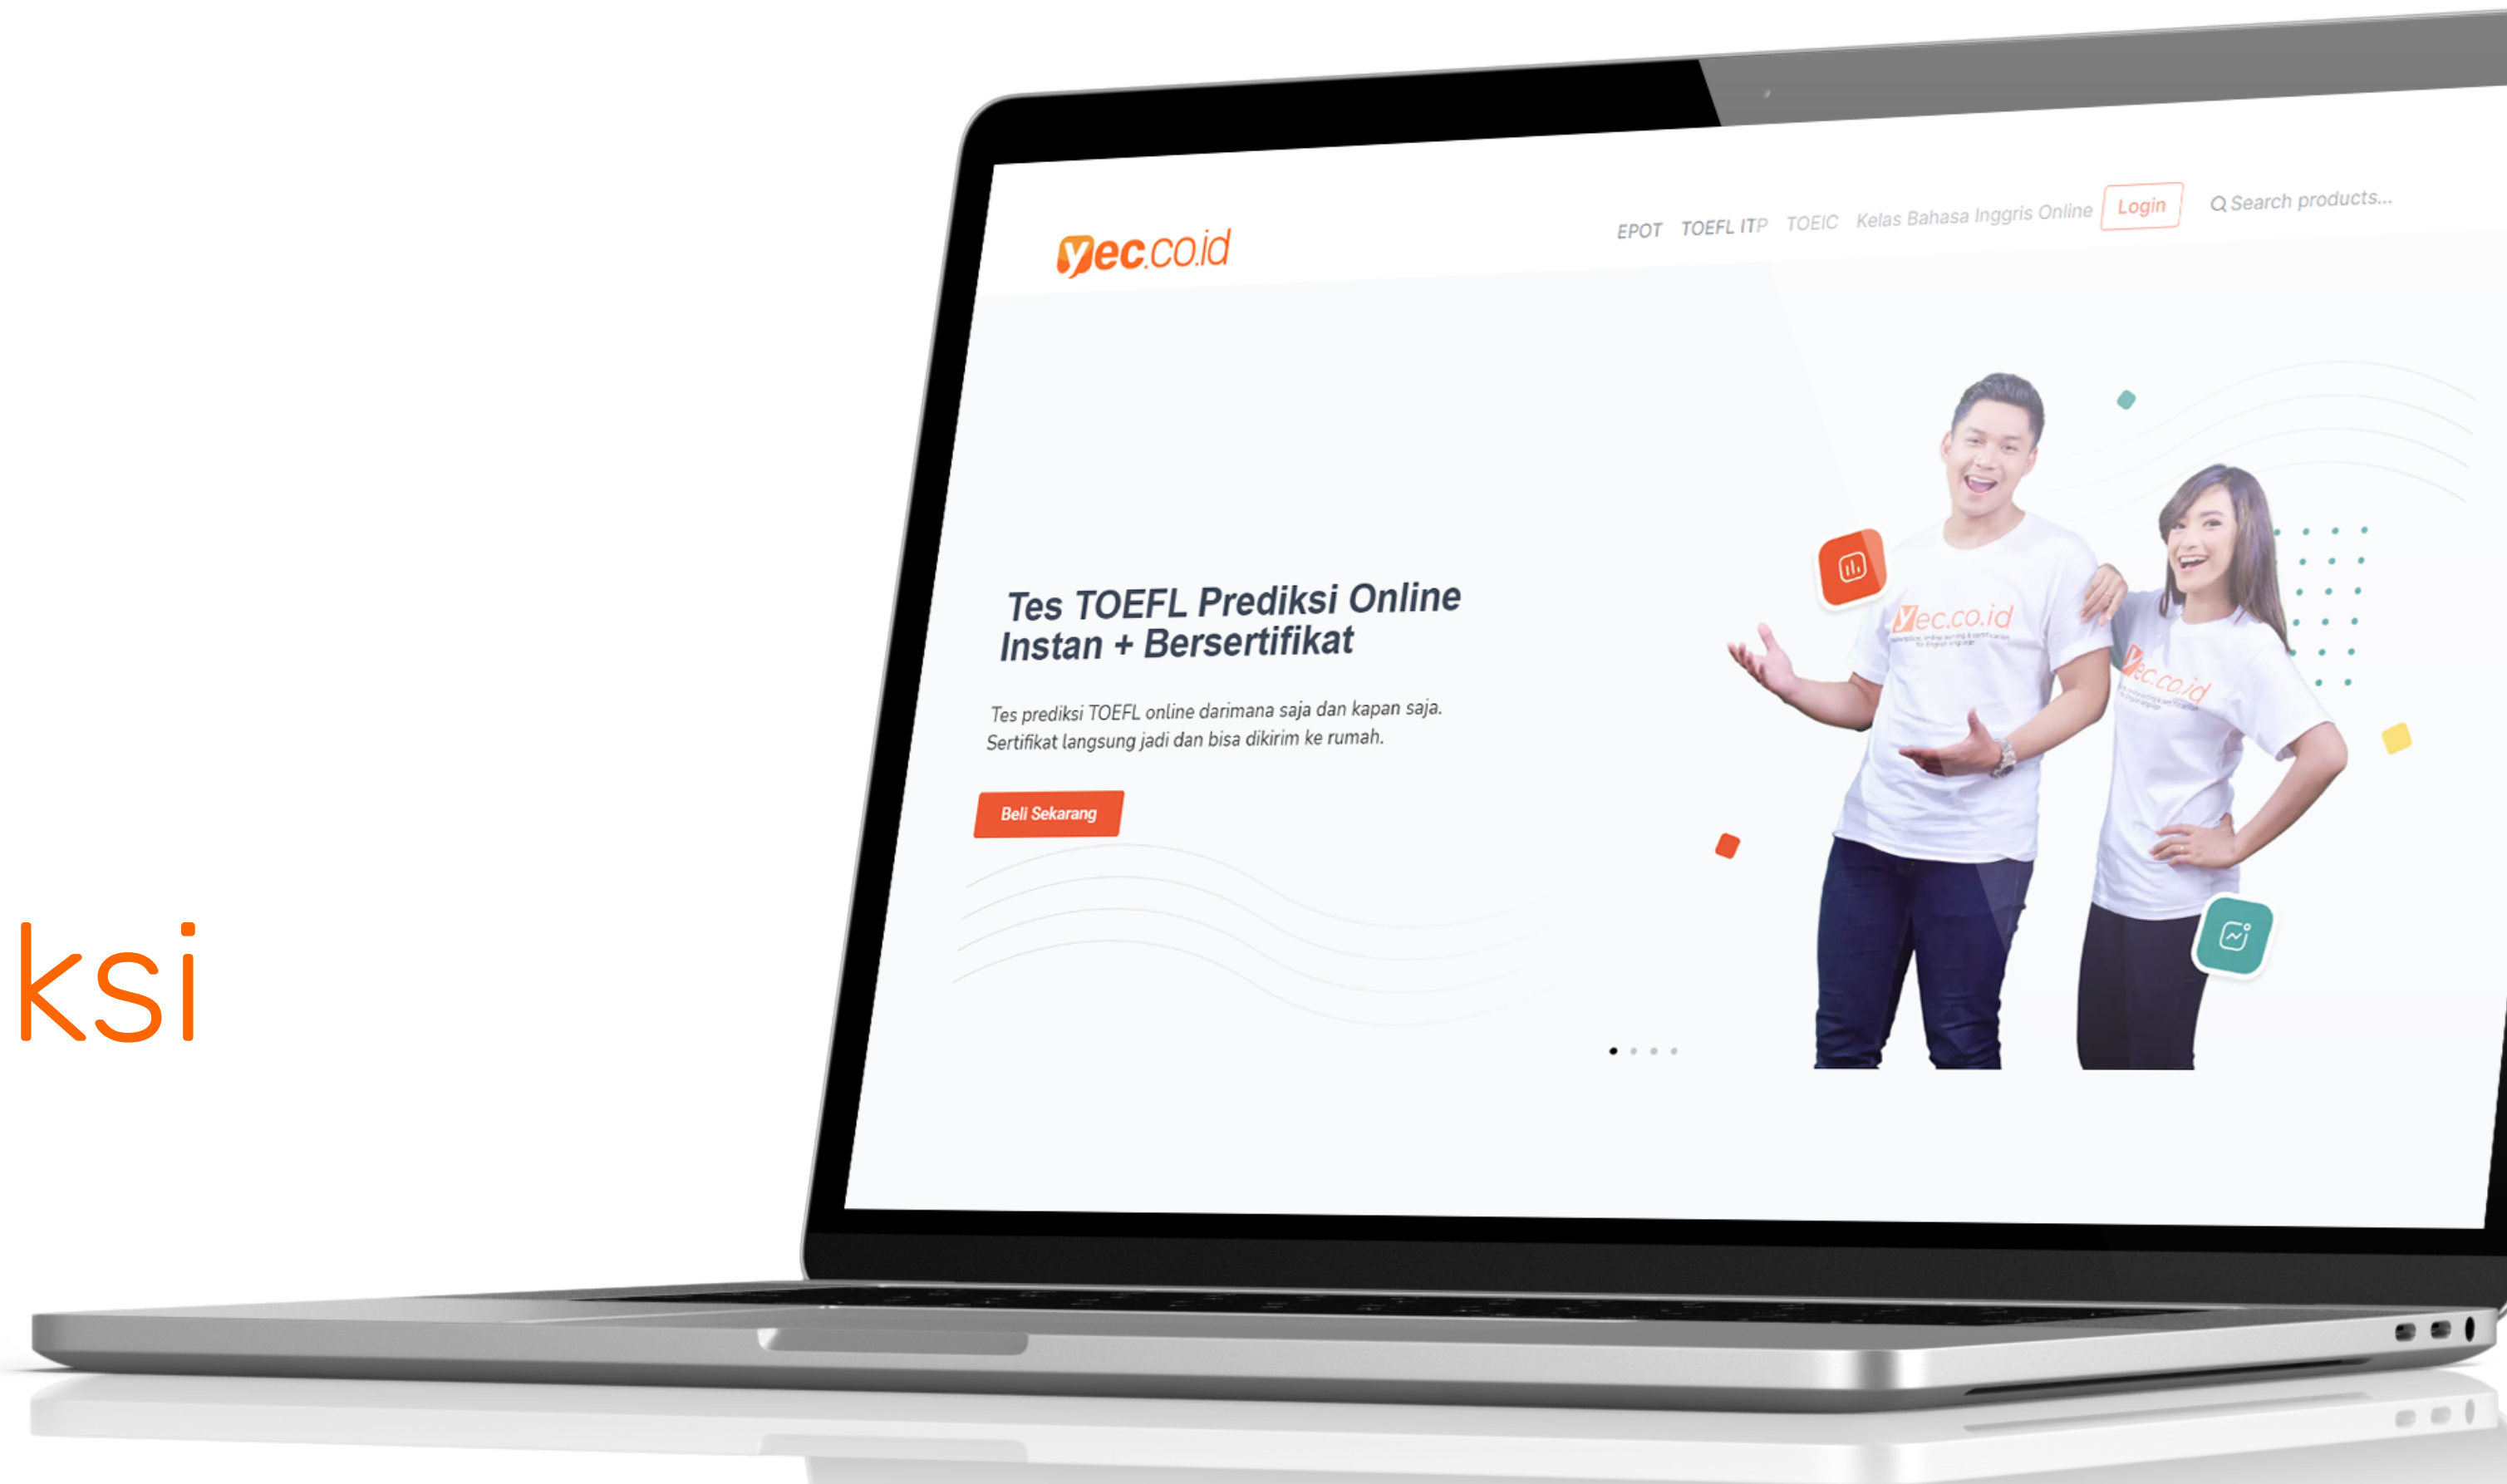 yec.co.id
EPOT TOEFL ITP TOEIC Kelas Bahasa Inggris Online Login Search products...
Tes TOEFL Prediksi Online
Instan + Bersertifikat
Tes prediksi TOEFL online darimana saja dan kapan saja.
Sertifikat langsung jadi dan bisa dikirim ke rumah.
Beli Sekarang
yec.co.id
yec.co.id
ksi